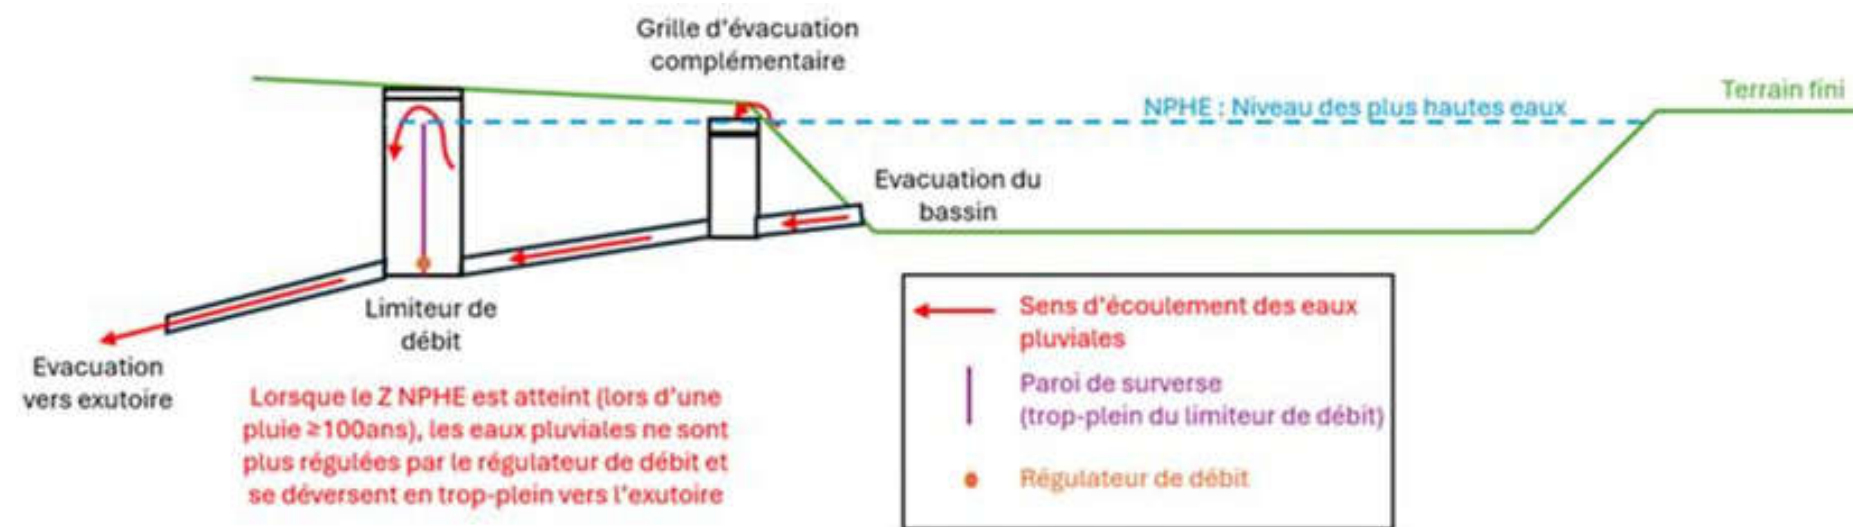 Grille d'évacuation
complémentaire
NPHE : Niveau des plus hautes eaux
Terrain fini
Evacuation du
bassin
Limiteur de
débit
Evacuation
vers exutoire
Lorsque le Z NPHE est atteint (lors d'une
pluie ≥100ans), les eaux pluviales ne sont
plus régulées par le régulateur de débit et
se déversent en trop-plein vers l'exutoire
Sens d'écoulement des eaux
pluviales
Paroi de surverse
(trop-plein du limiteur de débit)
Régulateur de débit